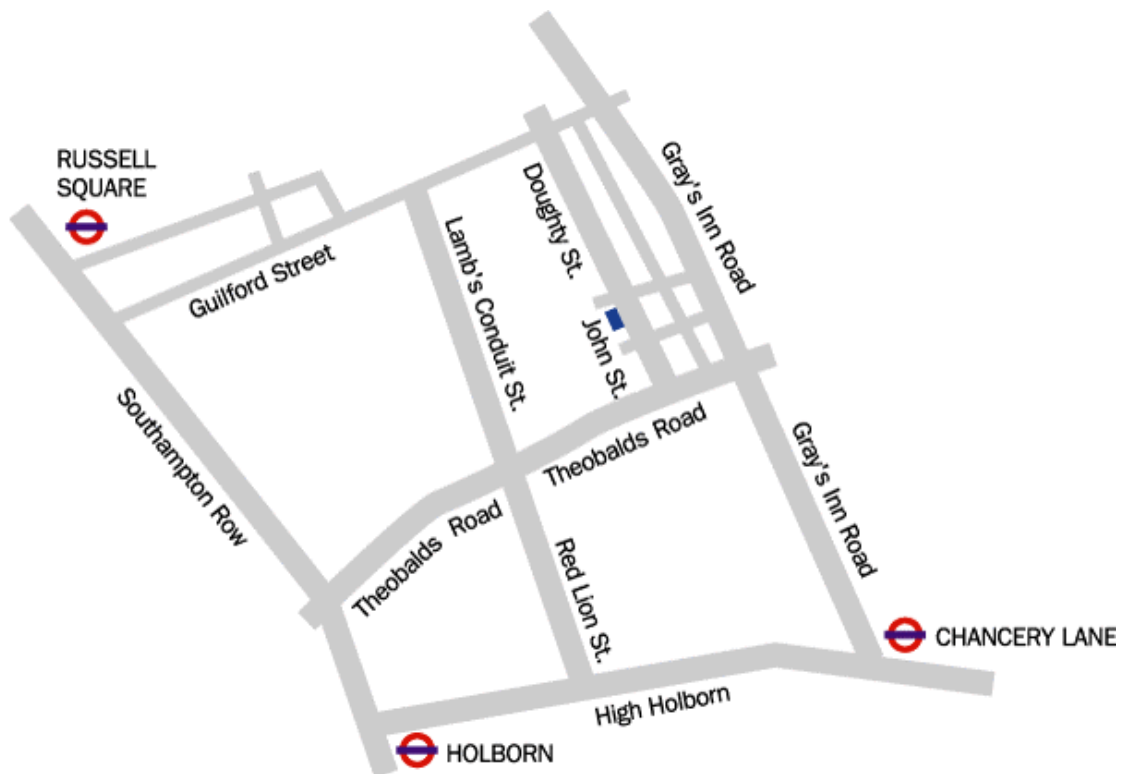 RUSSELL
SQUARE
Gray's Inn Road
Doughty St.
Lamb's Conduit St.
Guilford Street
John St.
Southampton Row
Theobalds Road
Gray's Inn Road
Theobalds Road
Red Lion St.
CHANCERY LANE
High Holborn
HOLBORN